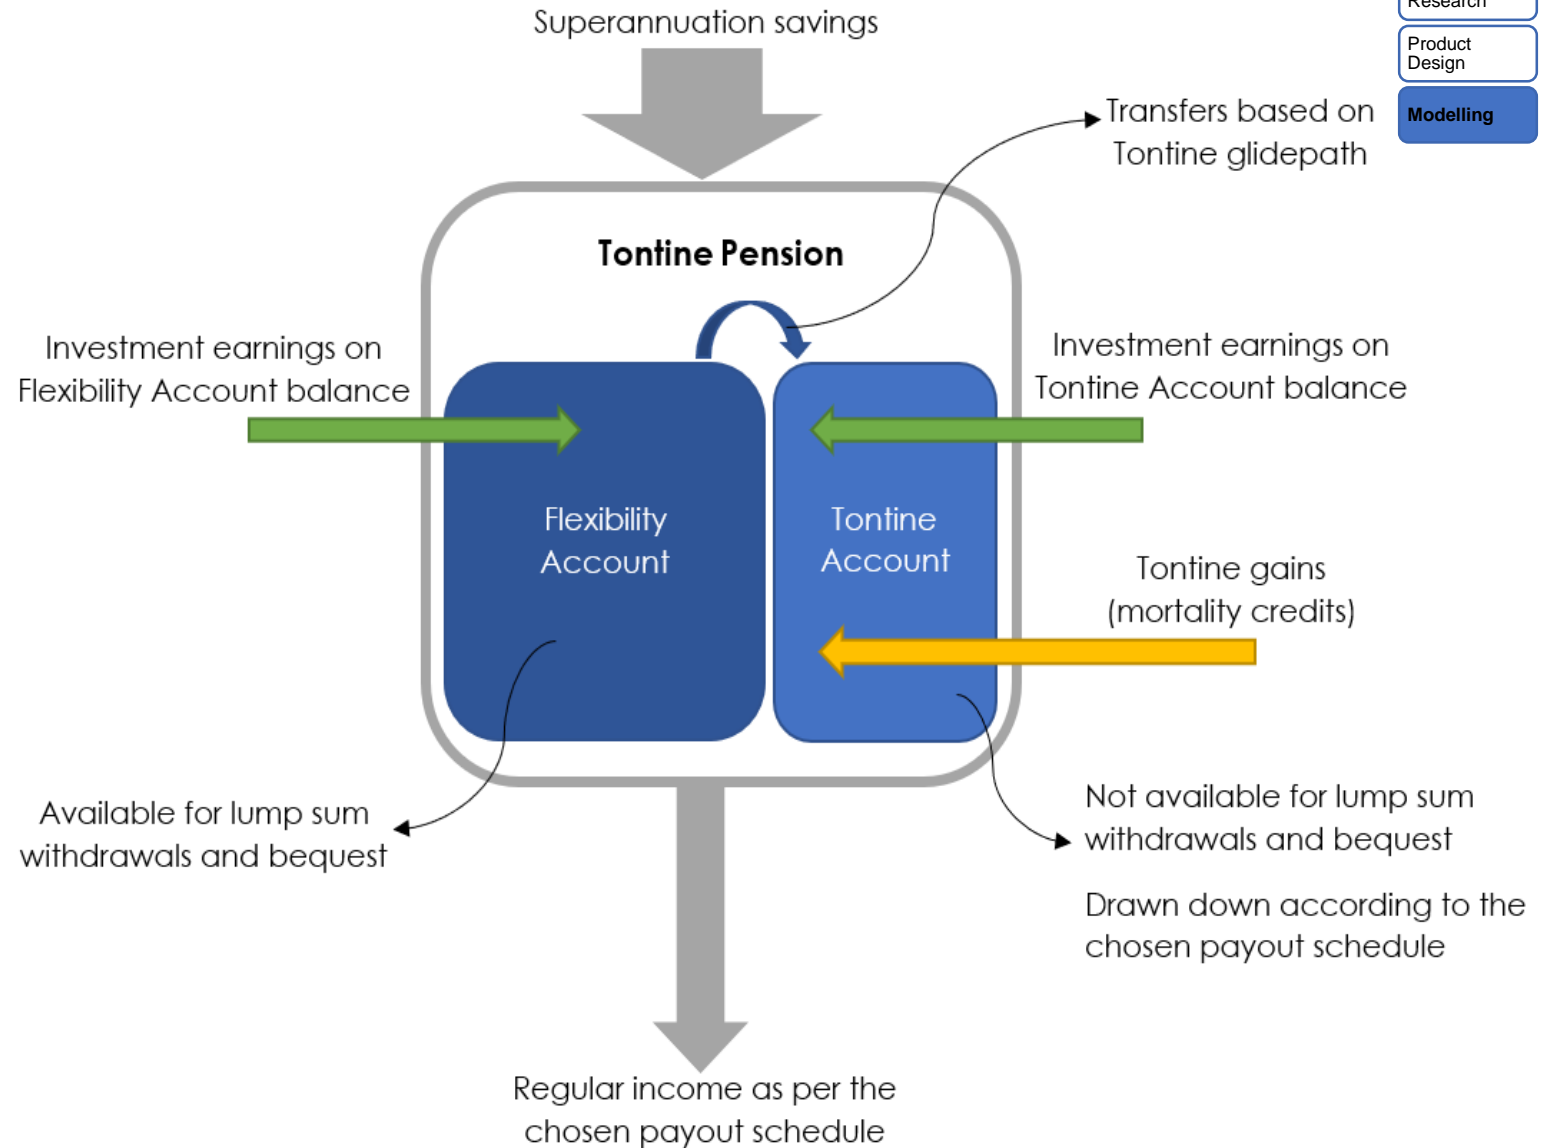 Superannuation savings
Research
Product
Design
Modelling
Transfers based on
Tontine glidepath
Tontine Pension
Investment earnings on
Flexibility Account balance
Investment earnings on
Tontine Account balance
Flexibility
Account
Tontine
Account
Tontine gains
(mortality credits)
Available for lump sum
withdrawals and bequest
Not available for lump sum
withdrawals and bequest
Drawn down according to the
chosen payout schedule
Regular income as per the
chosen payout schedule